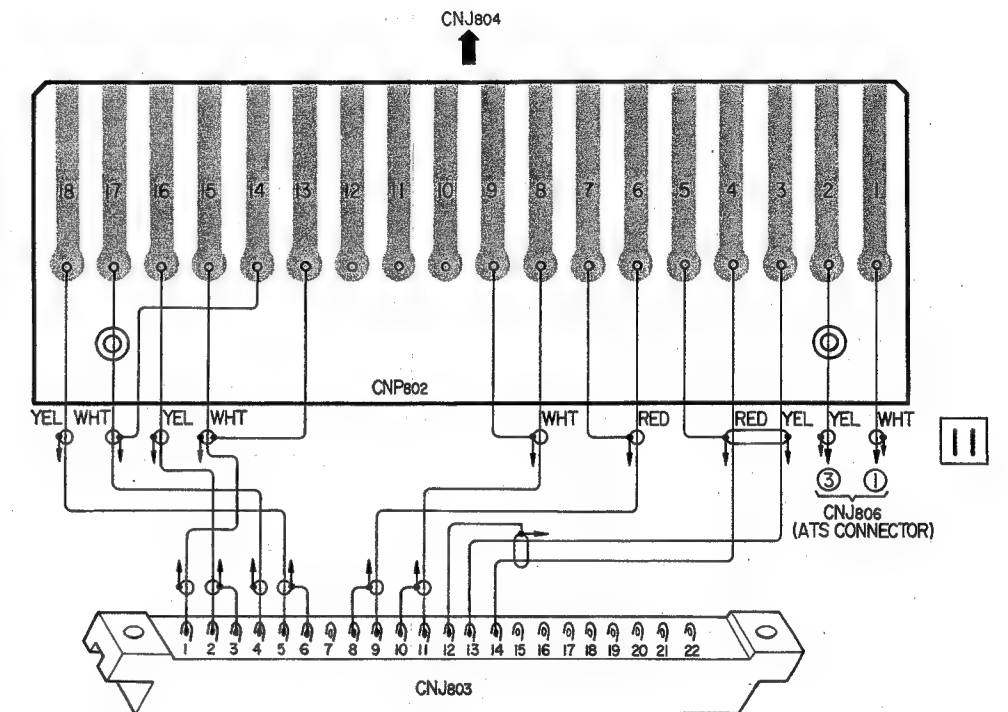 CNJ804
18 17 16 15 14 13 12 11 10 9 8 7 6 5 4 3 2 1
CNP802
YEL WHT YEL WHT WHT RED RED YEL YEL WHT
11
3 1
CNJ806
(ATS CONNECTOR)
1 2 3 4 5 6 7 8 9 10 11 12 13 14 15 16 17 18 19 20 21 22
CNJ803